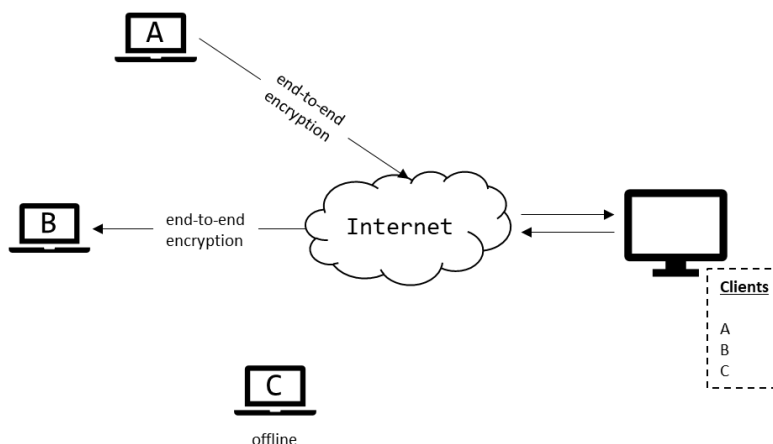 A
end-to-end
encryption
B
end-to-end
encryption
Internet
Clients
A
B
C
C
offline